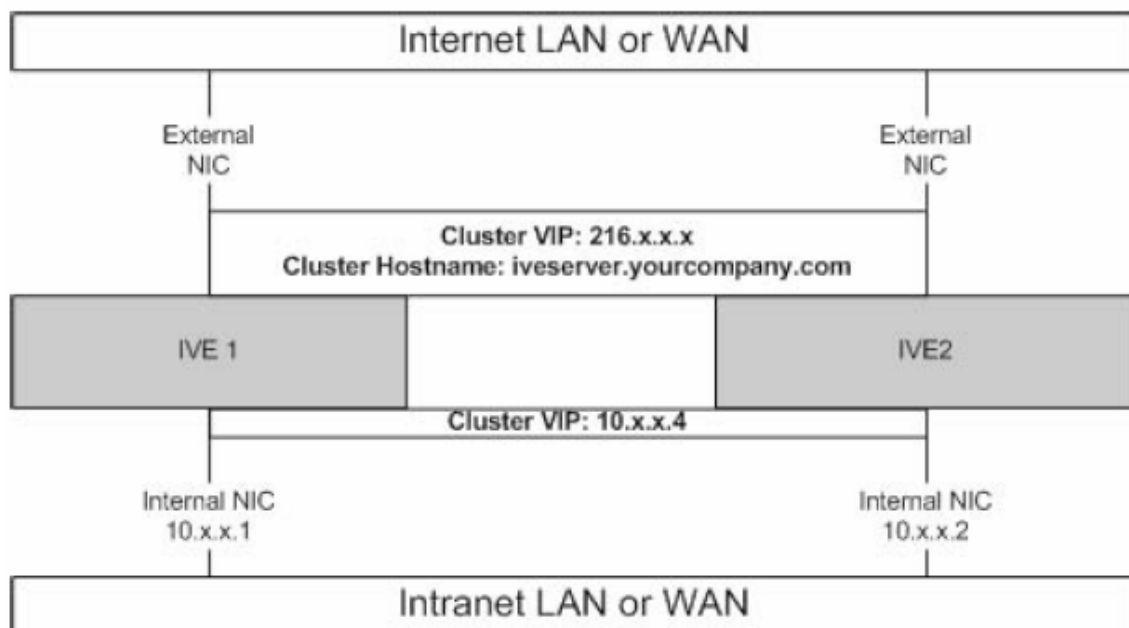 Internet LAN or WAN
External
NIC
External
NIC
Cluster VIP: 216.x.x.x
Cluster Hostname: iveserver.yourcompany.com
IVE 1
IVE2
Cluster VIP: 10.x.x.4
Internal NIC
10.x.x.1
Internal NIC
10.x.x.2
Intranet LAN or WAN